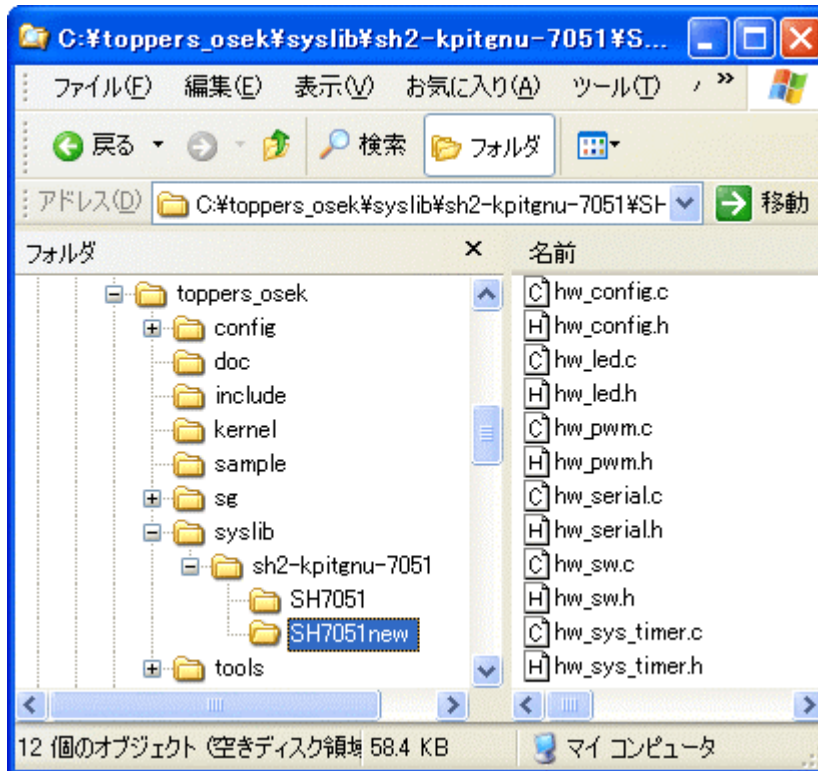 C:¥toppers_osek¥syslib¥sh2-kpitgnu-7051¥S...
ファイル(F) 編集(E) 表示(V) お気に入り(A) ツール(T) »
戻る 検索 フォルダ
アドレス(D) C:¥toppers_osek¥syslib¥sh2-kpitgnu-7051¥SH 移動
フォルダ × 名前
toppers_osek
config
doc
include
kernel
sample
sg
syslib
sh2-kpitgnu-7051
SH7051
SH7051new
tools
hw_config.c
hw_config.h
hw_led.c
hw_led.h
hw_pwm.c
hw_pwm.h
hw_serial.c
hw_serial.h
hw_sw.c
hw_sw.h
hw_sys_timer.c
hw_sys_timer.h
12 個のオブジェクト (空きディスク領域 58.4 KB マイ コンピュータ